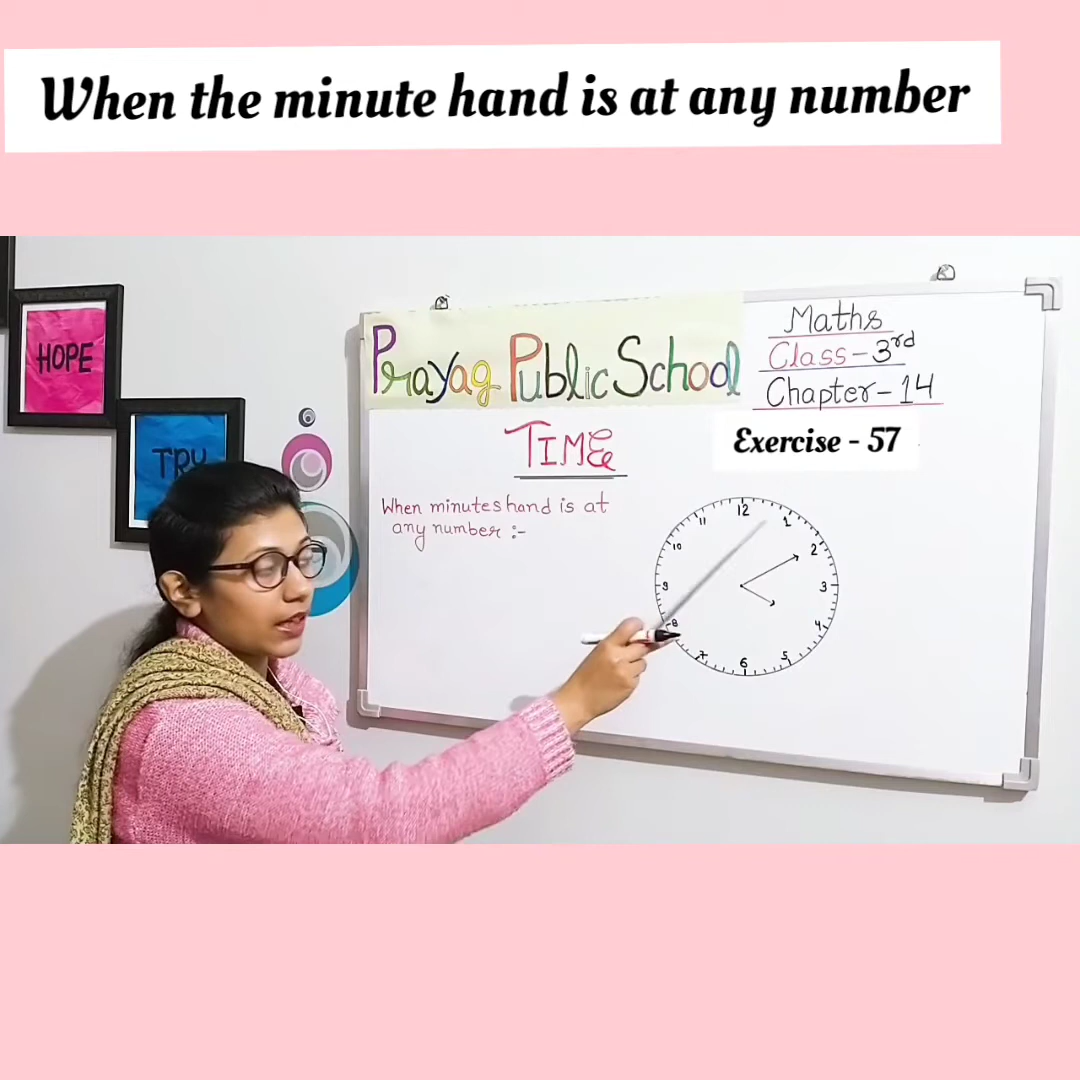 When the minute hand is at any number
HOPE
TRY
Prayag Public School
Maths
Class - 3rd
Chapter - 14
TIME
Exercise - 57
When minutes hand is at
any number :-
12
1
2
3
4
5
6
7
8
9
10
11